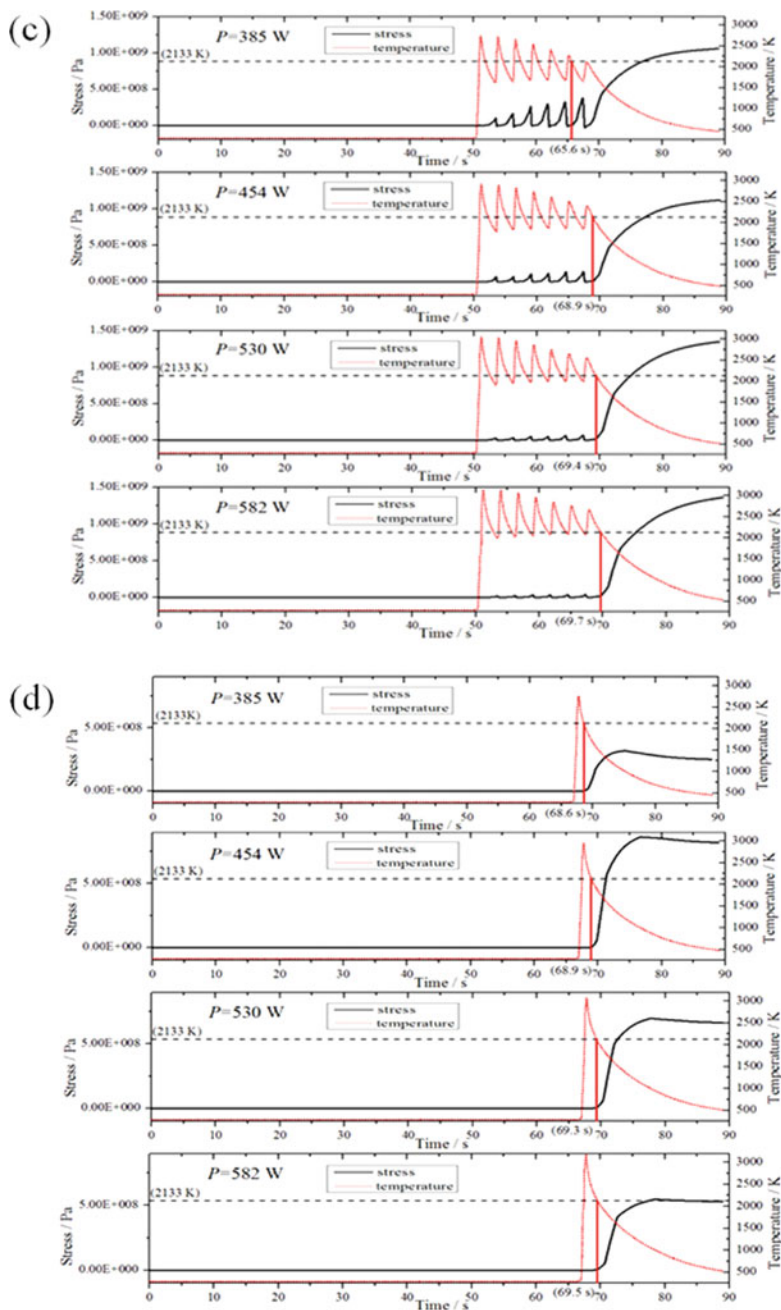 (c)
P=385 W
stress
temperature
(2133 K)
Stress / Pa
1.50E+009
1.00E+009
5.00E+008
0.00E+000
Temperature / K
3000
2500
2000
1500
1000
500
0 10 20 30 40 50 60 70 80 90
(65.6 s)
Time / s
P=454 W
stress
temperature
(2133 K)
Stress / Pa
1.50E+009
1.00E+009
5.00E+008
0.00E+000
Temperature / K
3000
2500
2000
1500
1000
500
0 10 20 30 40 50 60 70 80 90
(68.9 s)
Time / s
P=530 W
stress
temperature
(2133 K)
Stress / Pa
1.50E+009
1.00E+009
5.00E+008
0.00E+000
Temperature / K
3000
2500
2000
1500
1000
500
0 10 20 30 40 50 60 70 80 90
(69.4 s)
Time / s
P=582 W
stress
temperature
(2133 K)
Stress / Pa
1.50E+009
1.00E+009
5.00E+008
0.00E+000
Temperature / K
3000
2500
2000
1500
1000
500
0 10 20 30 40 50 60 70 80 90
(69.7 s)
Time / s
(d)
P=385 W
stress
temperature
(2133K)
Stress / Pa
5.00E+008
0.00E+000
Temperature / K
3000
2500
2000
1500
1000
500
0 10 20 30 40 50 60 70 80 90
(68.6 s)
Time / s
P=454 W
stress
temperature
(2133 K)
Stress / Pa
5.00E+008
0.00E+000
Temperature / K
3000
2500
2000
1500
1000
500
0 10 20 30 40 50 60 70 80 90
(68.9 s)
Time / s
P=530 W
stress
temperature
(2133 K)
Stress / Pa
5.00E+008
0.00E+000
Temperature / K
3000
2500
2000
1500
1000
500
0 10 20 30 40 50 60 70 80 90
(69.3 s)
Time / s
P=582 W
stress
temperature
(2133 K)
Stress / Pa
5.00E+008
0.00E+000
Temperature / K
3000
2500
2000
1500
1000
500
0 10 20 30 40 50 60 70 80 90
(69.5 s)
Time / s